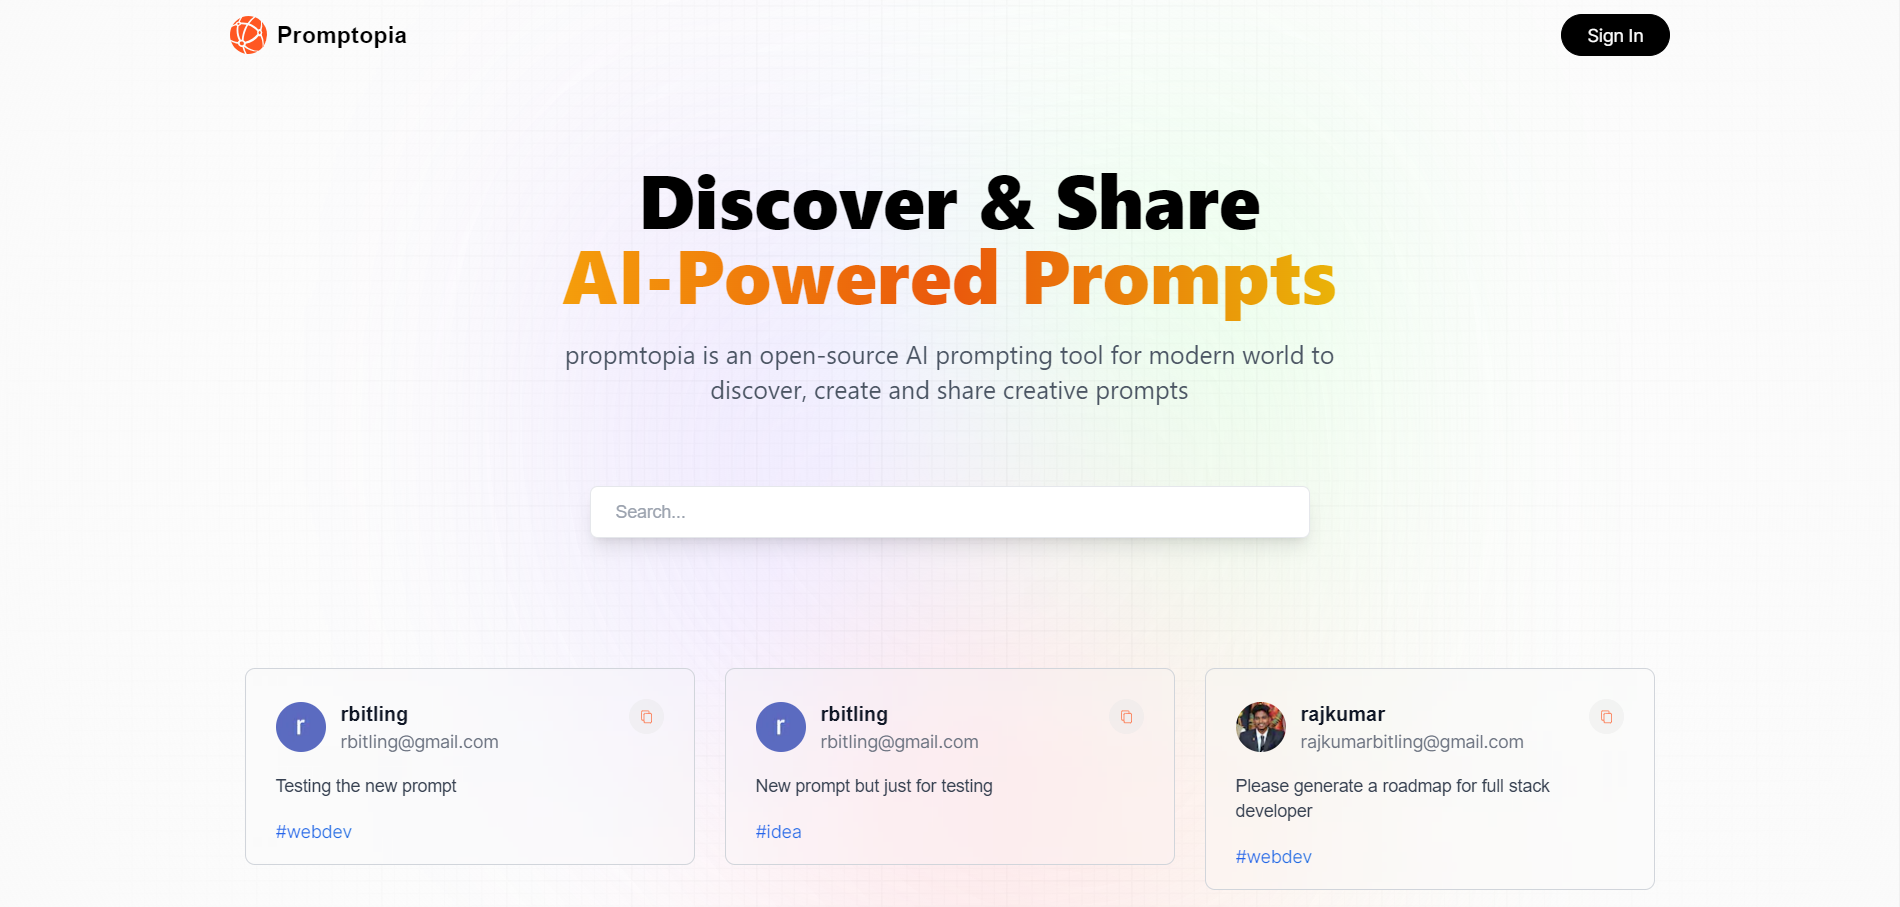 Promptopia
Sign In
Discover & Share
AI-Powered Prompts
propmtopia is an open-source AI prompting tool for modern world to
discover, create and share creative prompts
Search...
r
rbitling
rbitling@gmail.com
Testing the new prompt
#webdev
r
rbitling
rbitling@gmail.com
New prompt but just for testing
#idea
rajkumar
rajkumarbitling@gmail.com
Please generate a roadmap for full stack
developer
#webdev